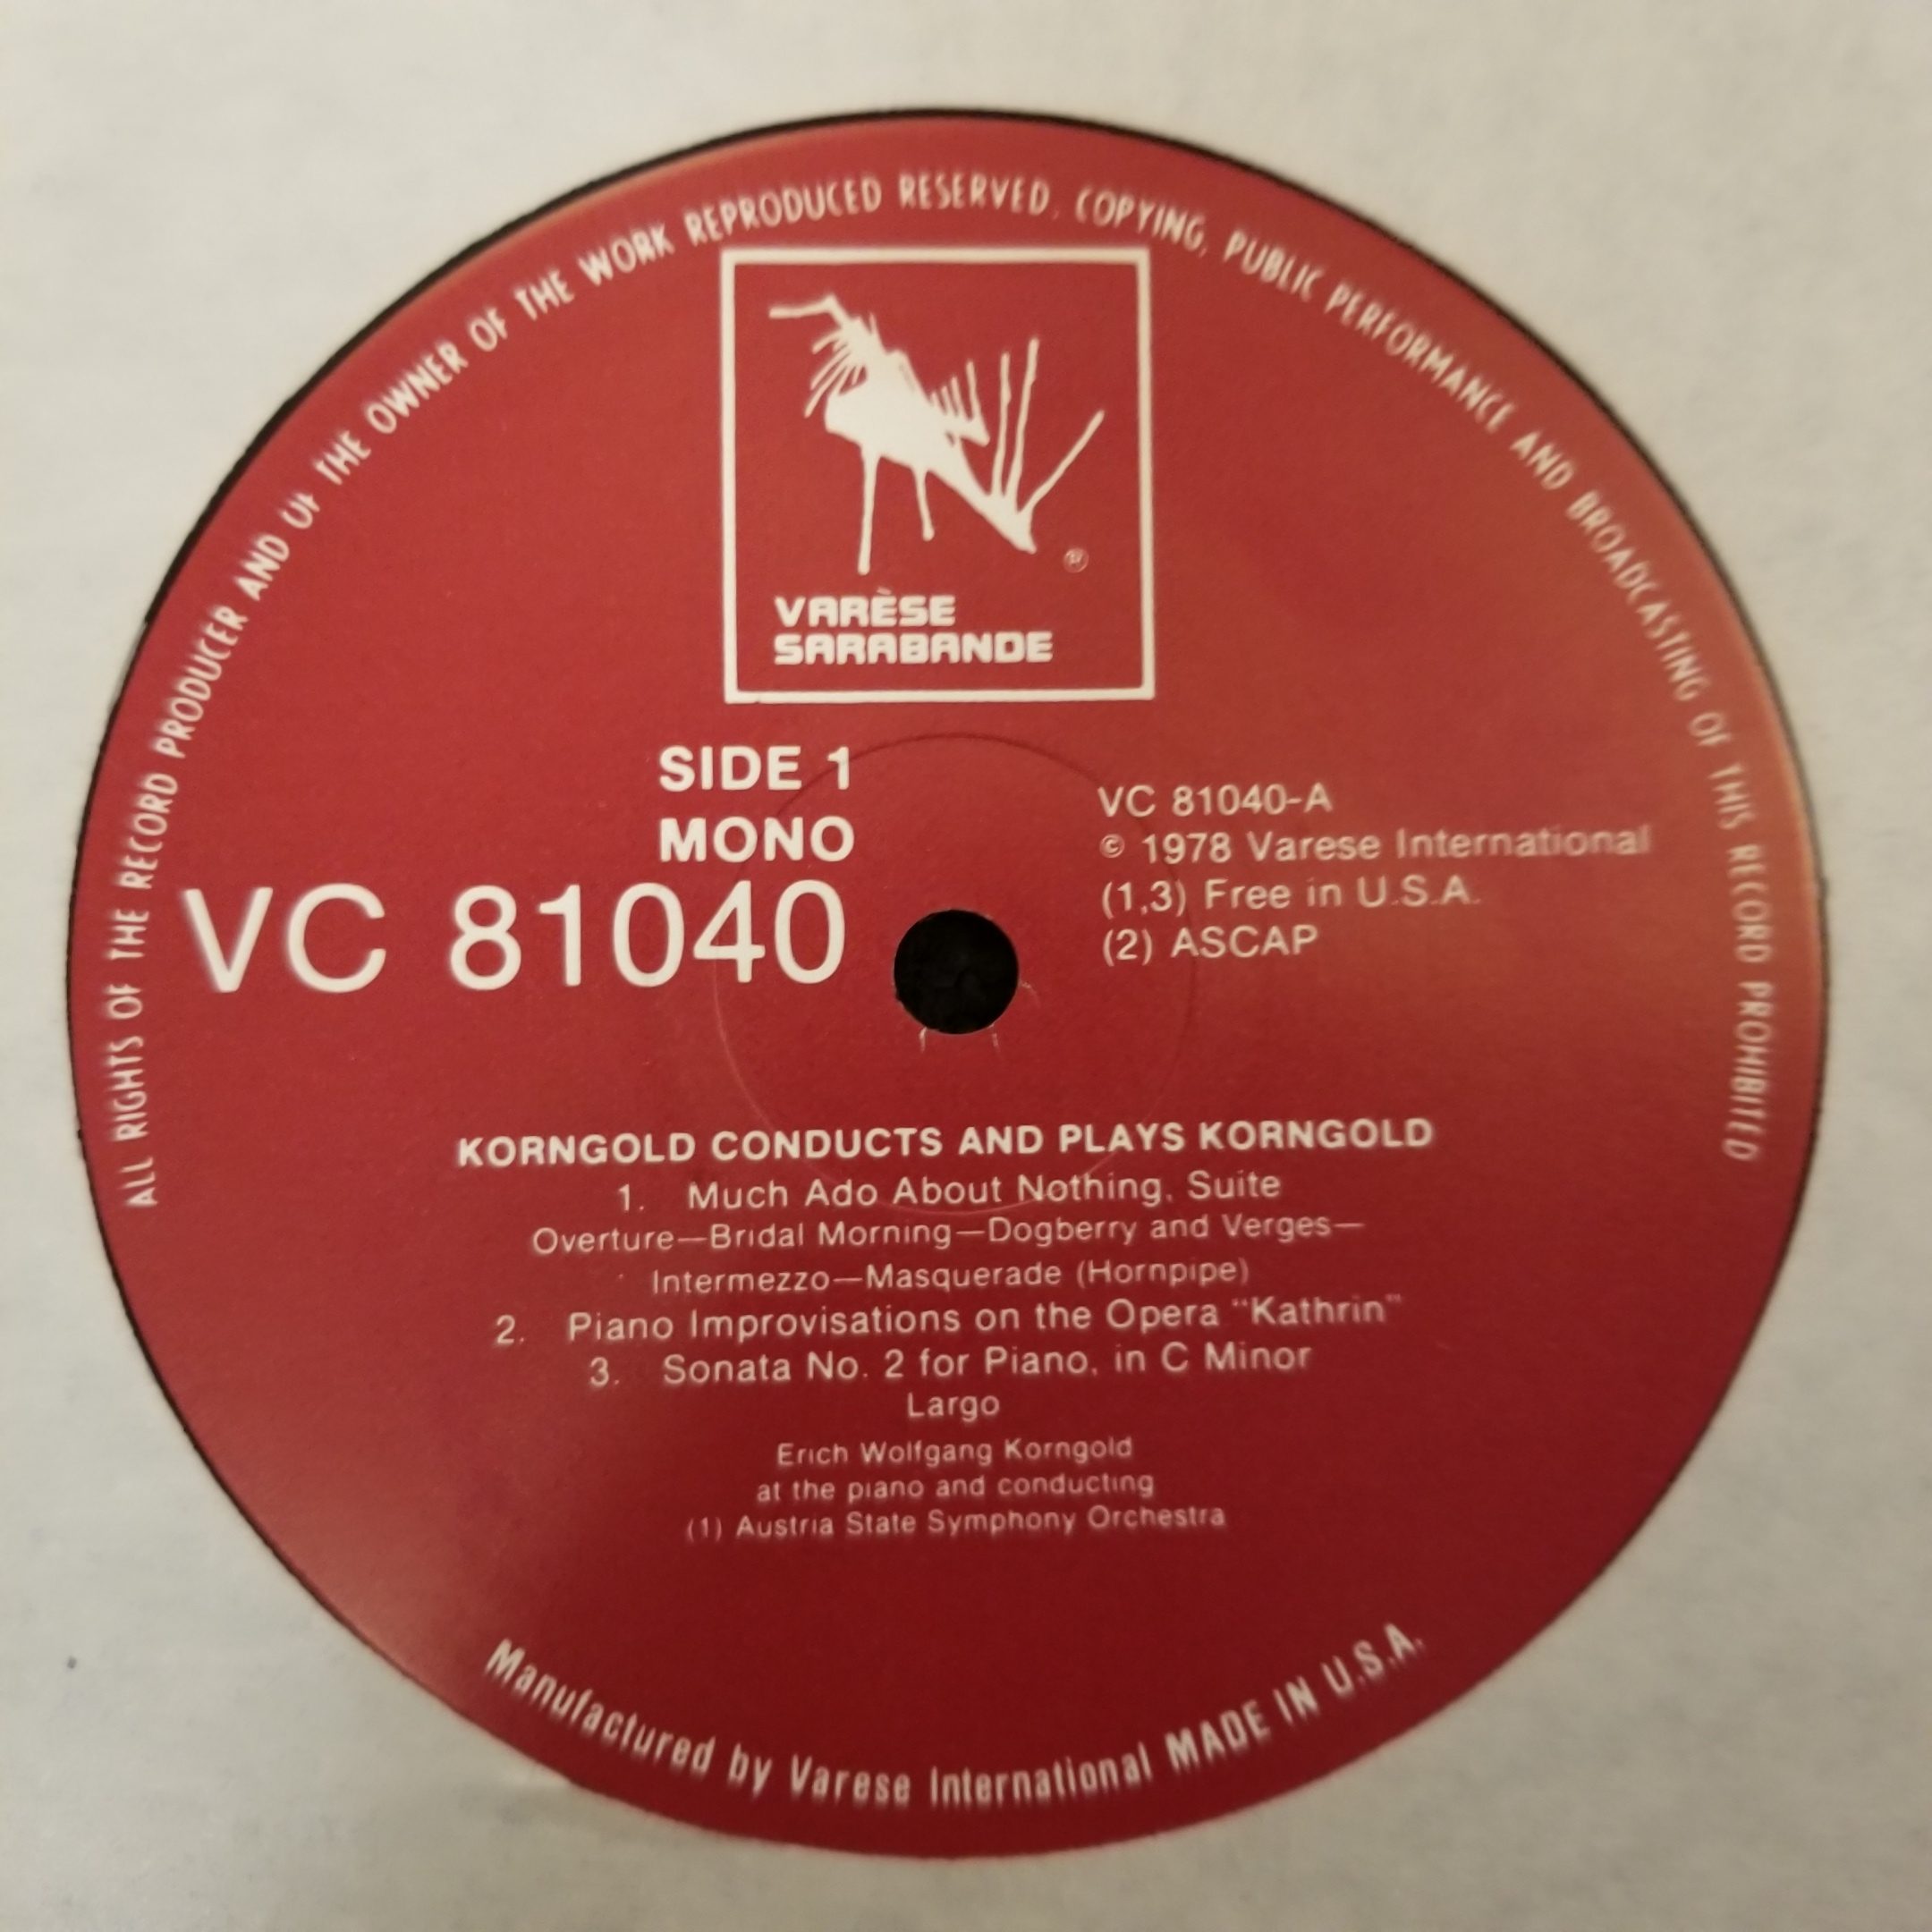 ALL RIGHTS OF THE RECORD PRODUCER AND OF THE OWNER OF THE WORK REPRODUCED RESERVED. COPYING, PUBLIC PERFORMANCE AND BROADCASTING OF THIS RECORD PROHIBITED
®
VARÈSE
SARABANDE
SIDE 1
MONO
VC 81040
VC 81040-A
© 1978 Varese International
(1,3) Free in U.S.A.
(2) ASCAP
KORNGOLD CONDUCTS AND PLAYS KORNGOLD
1. Much Ado About Nothing, Suite
Overture—Bridal Morning—Dogberry and Verges—
Intermezzo—Masquerade (Hornpipe)
2. Piano Improvisations on the Opera "Kathrin"
3. Sonata No. 2 for Piano, in C Minor
Largo
Erich Wolfgang Korngold
at the piano and conducting
(1) Austria State Symphony Orchestra
Manufactured by Varese International MADE IN U.S.A.